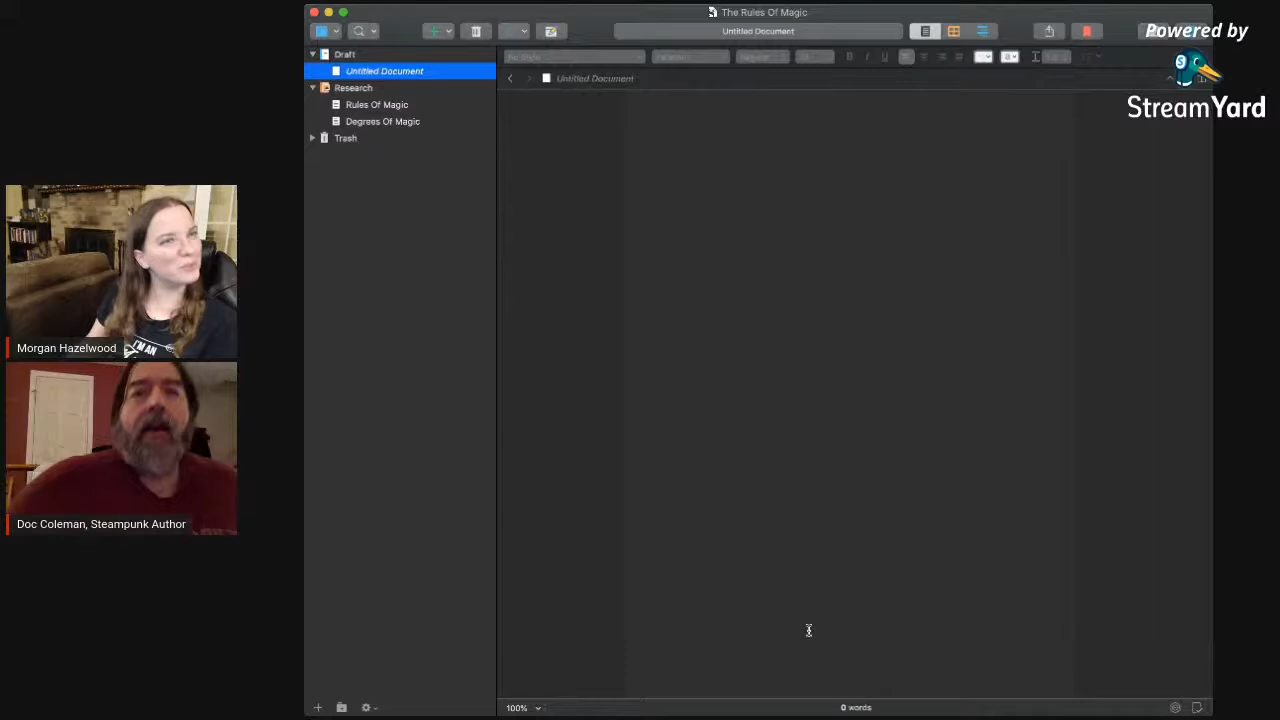 The Rules Of Magic
Untitled Document
Powered by
StreamYard
Draft
Untitled Document
Research
Rules Of Magic
Degrees Of Magic
Trash
Untitled Document
I'M AN
Morgan Hazelwood
Doc Coleman, Steampunk Author
100%
0 words